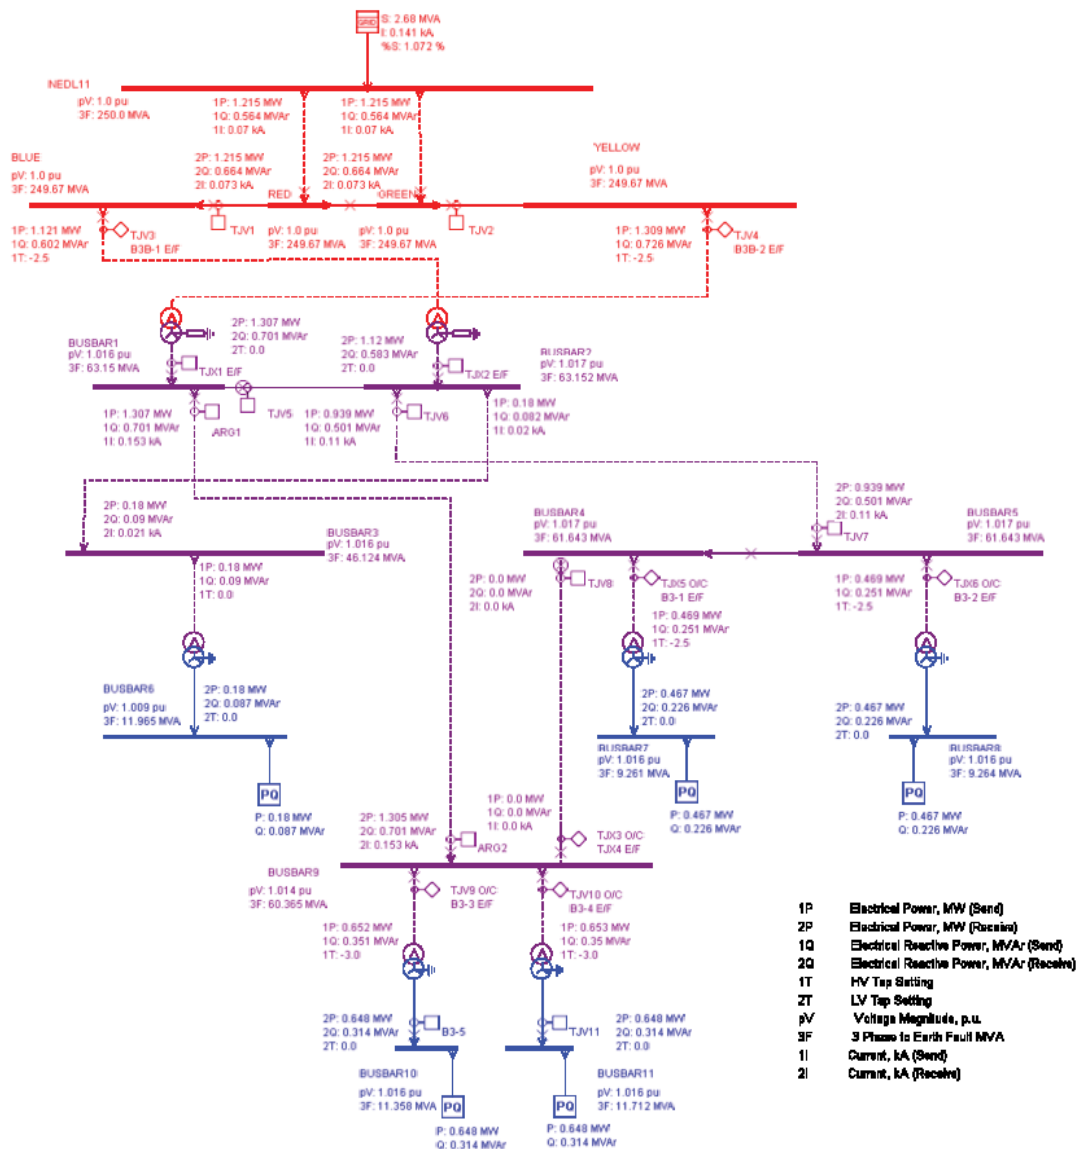 GRID
S: 2.68 MVA
I: 0.141 kA
%S: 1.072 %
NEDL11
pV: 1.0 pu
3F: 250.0 MVA
1P: 1.215 MW
1Q: 0.564 MVAr
1I: 0.07 kA
1P: 1.215 MW
1Q: 0.564 MVAr
1I: 0.07 kA
BLUE
pV: 1.0 pu
3F: 249.67 MVA
2P: 1.215 MW
2Q: 0.664 MVAr
2I: 0.073 kA
2P: 1.215 MW
2Q: 0.664 MVAr
2I: 0.073 kA
YELLOW
pV: 1.0 pu
3F: 249.67 MVA
RED
GREEN
1P: 1.121 MW
1Q: 0.602 MVAr
1T: -2.5
TJV3
B3B-1 E/F
TJV1
pV: 1.0 pu
3F: 249.67 MVA
pV: 1.0 pu
3F: 249.67 MVA
TJV2
1P: 1.309 MW
1Q: 0.726 MVAr
1T: -2.5
TJV4
B3B-2 E/F
BUSBAR1
pV: 1.016 pu
3F: 63.15 MVA
2P: 1.307 MW
2Q: 0.701 MVAr
2T: 0.0
TJX1 E/F
2P: 1.12 MW
2Q: 0.583 MVAr
2T: 0.0
TJX2 E/F
BUSBAR2
pV: 1.017 pu
3F: 63.152 MVA
1P: 1.307 MW
1Q: 0.701 MVAr
1I: 0.153 kA
ARG1
TJV5
1P: 0.939 MW
1Q: 0.501 MVAr
1I: 0.11 kA
TJV6
1P: 0.18 MW
1Q: 0.082 MVAr
1I: 0.02 kA
2P: 0.18 MW
2Q: 0.09 MVAr
2I: 0.021 kA
BUSBAR3
pV: 1.016 pu
3F: 46.124 MVA
BUSBAR4
pV: 1.017 pu
3F: 61.643 MVA
2P: 0.939 MW
2Q: 0.501 MVAr
2I: 0.11 kA
TJV7
BUSBAR5
pV: 1.017 pu
3F: 61.643 MVA
1P: 0.18 MW
1Q: 0.09 MVAr
1T: 0.0
2P: 0.0 MW
2Q: 0.0 MVAr
2I: 0.0 kA
TJV8
TJX5 O/C
B3-1 E/F
1P: 0.469 MW
1Q: 0.251 MVAr
1T: -2.5
1P: 0.469 MW
1Q: 0.251 MVAr
1T: -2.5
TJX6 O/C
B3-2 E/F
BUSBAR6
pV: 1.009 pu
3F: 11.965 MVA
2P: 0.18 MW
2Q: 0.087 MVAr
2T: 0.0
2P: 0.467 MW
2Q: 0.226 MVAr
2T: 0.0
2P: 0.467 MW
2Q: 0.226 MVAr
2T: 0.0
BUSBAR7
pV: 1.016 pu
3F: 9.261 MVA
BUSBAR8
pV: 1.016 pu
3F: 9.264 MVA
PQ
P: 0.18 MW
Q: 0.087 MVAr
PQ
P: 0.467 MW
Q: 0.226 MVAr
PQ
P: 0.467 MW
Q: 0.226 MVAr
1P: 0.0 MW
1Q: 0.0 MVAr
1I: 0.0 kA
2P: 1.305 MW
2Q: 0.701 MVAr
2I: 0.153 kA
ARG2
TJX3 O/C
TJX4 E/F
BUSBAR9
pV: 1.014 pu
3F: 60.365 MVA
TJV9 O/C
B3-3 E/F
TJV10 O/C
B3-4 E/F
1P: 0.652 MW
1Q: 0.351 MVAr
1T: -3.0
1P: 0.653 MW
1Q: 0.35 MVAr
1T: -3.0
2P: 0.648 MW
2Q: 0.314 MVAr
2T: 0.0
B3-5
2P: 0.648 MW
2Q: 0.314 MVAr
2T: 0.0
TJV11
BUSBAR10
pV: 1.016 pu
3F: 11.358 MVA
BUSBAR11
pV: 1.016 pu
3F: 11.712 MVA
PQ
P: 0.648 MW
Q: 0.314 MVAr
PQ
P: 0.648 MW
Q: 0.314 MVAr
1P Electrical Power, MW (Send)
2P Electrical Power, MW (Receive)
1Q Electrical Reactive Power, MVAr (Send)
2Q Electrical Reactive Power, MVAr (Receive)
1T HV Tap Setting
2T LV Tap Setting
pV Voltage Magnitude, p.u.
3F 3 Phase to Earth Fault MVA
1I Current, kA (Send)
2I Current, kA (Receive)